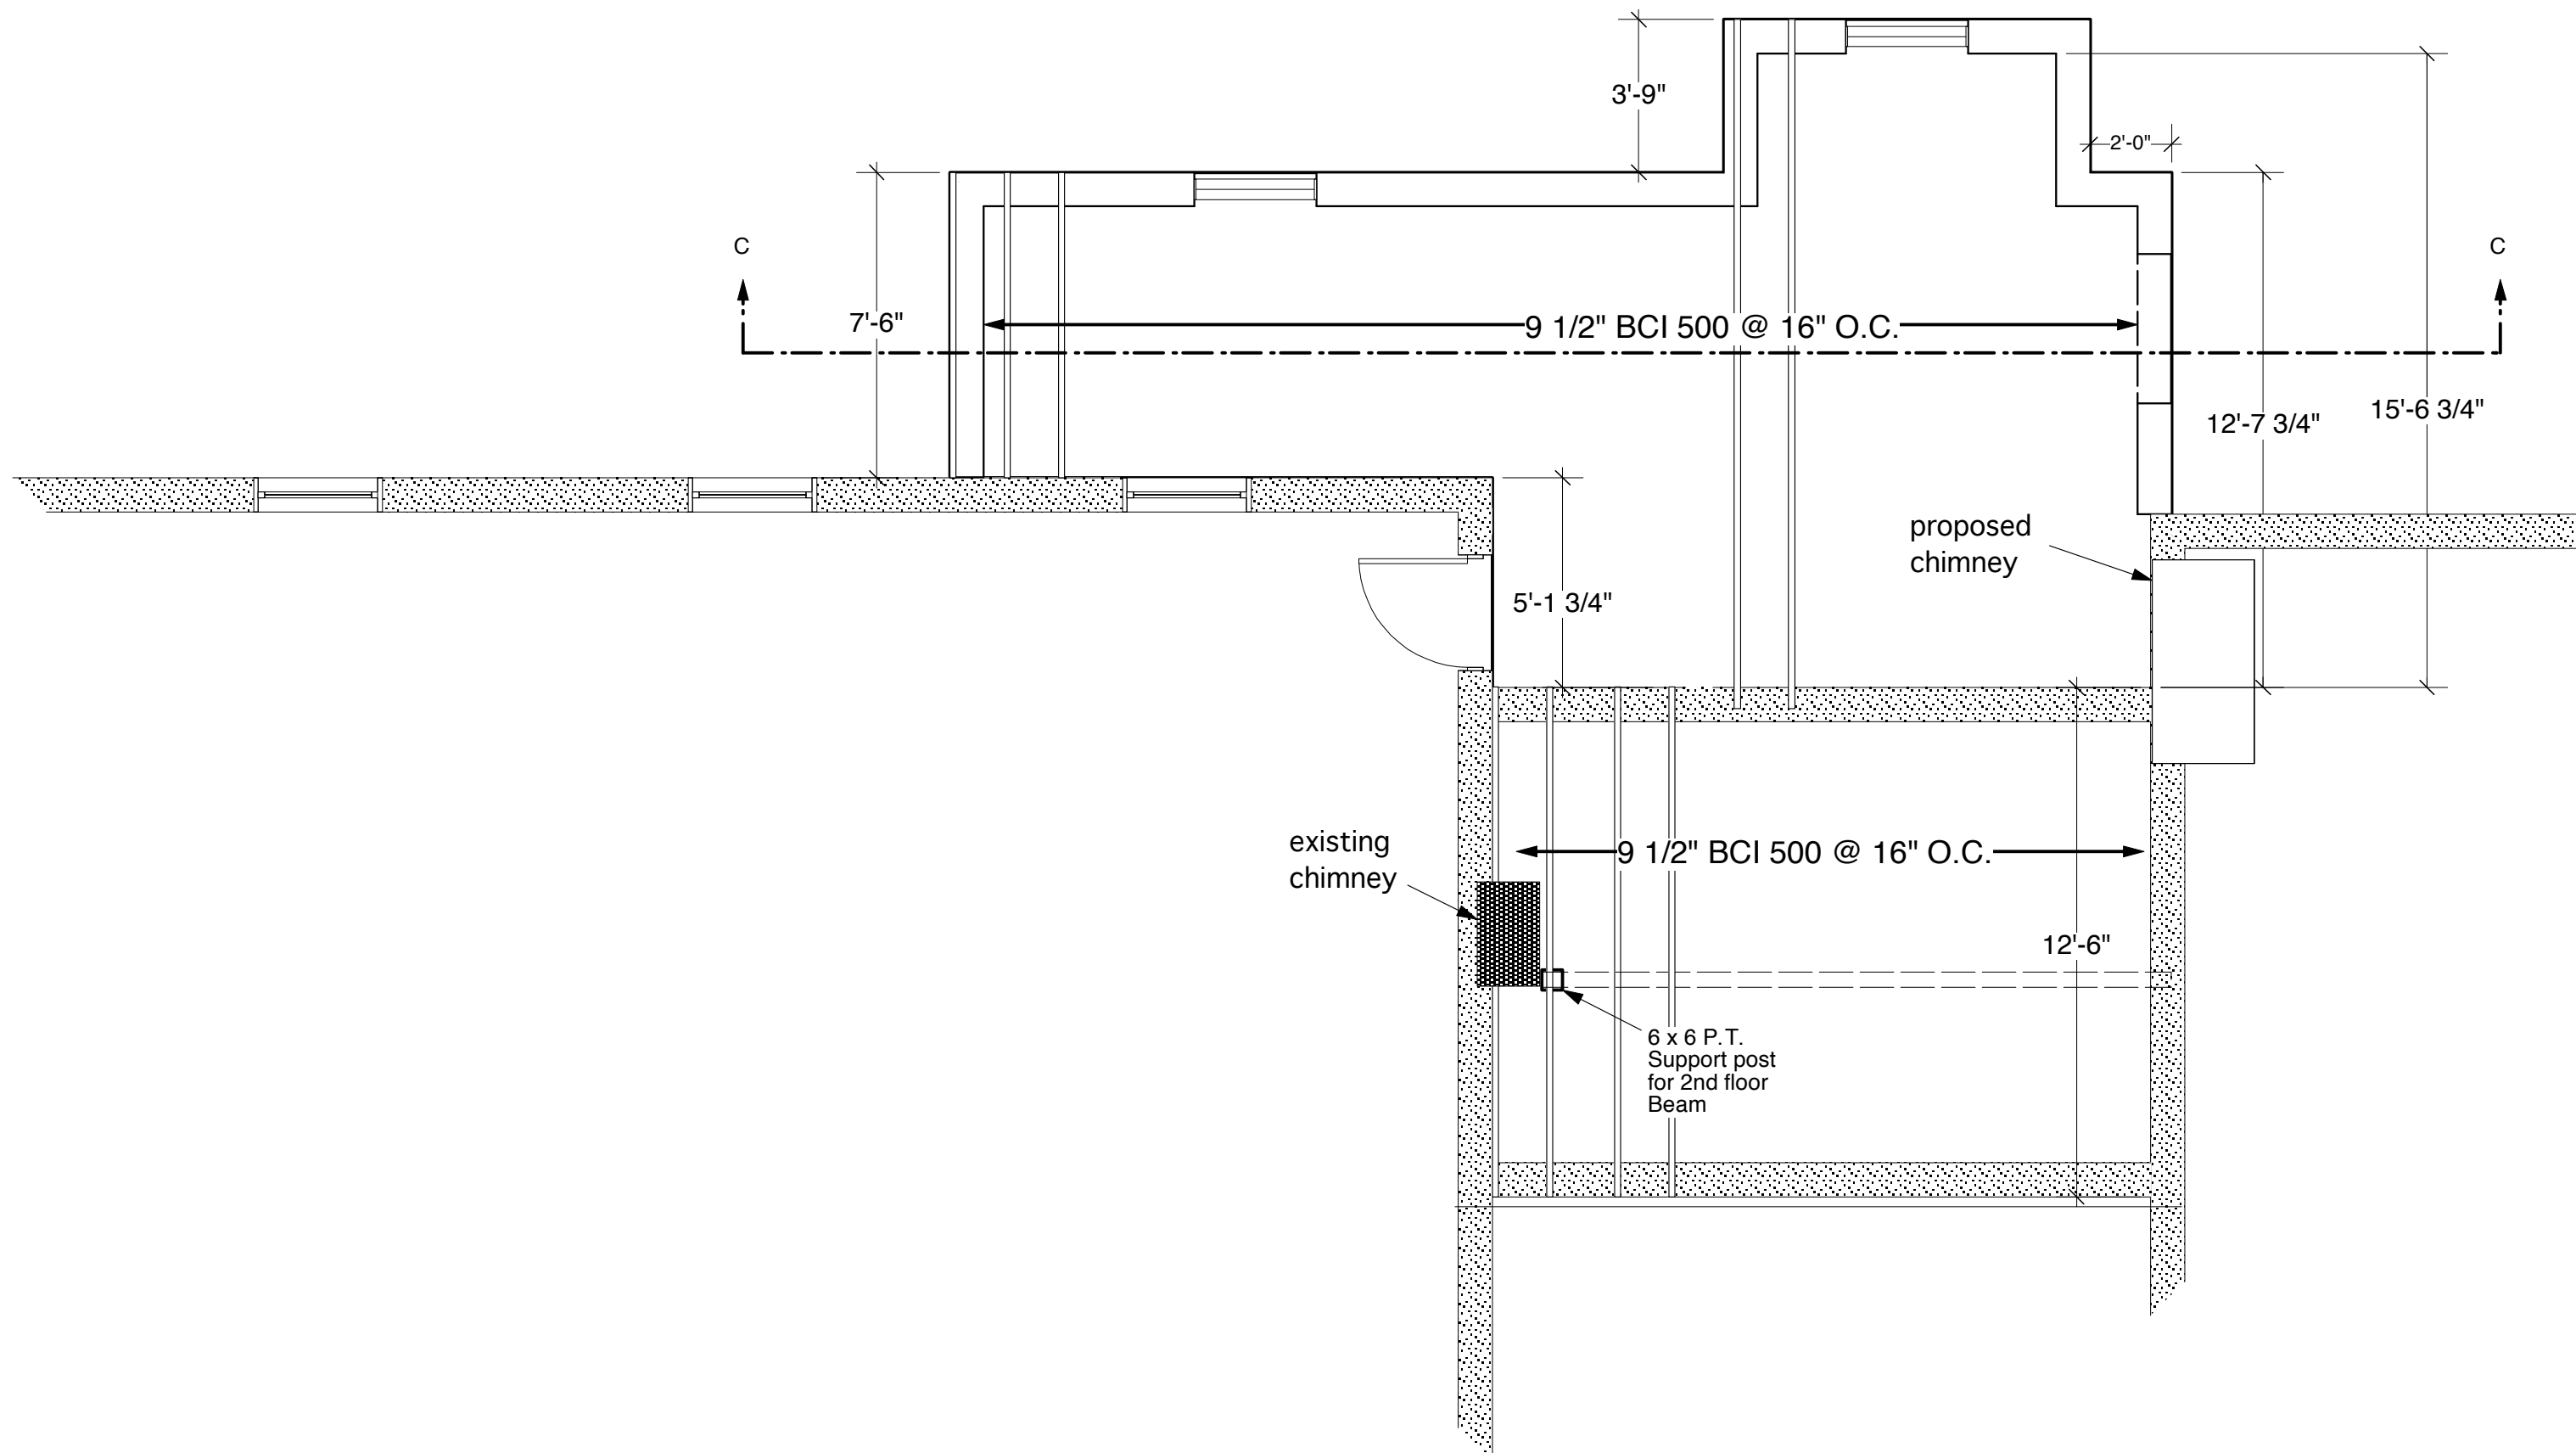 3'-9"
2'-0"
C
C
7'-6"
9 1/2" BCI 500 @ 16" O.C.
12'-7 3/4"
15'-6 3/4"
proposed
chimney
5'-1 3/4"
existing
chimney
9 1/2" BCI 500 @ 16" O.C.
12'-6"
6 x 6 P.T.
Support post
for 2nd floor
Beam